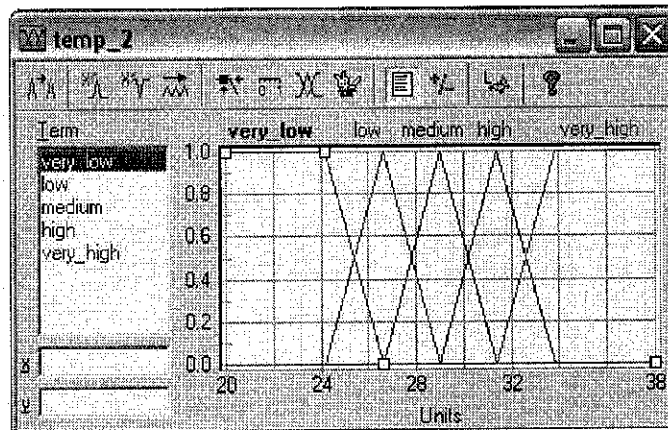 temp_2
Term
very_low
low
medium
high
very_high
very_low low medium high very_high
1.0
0.8
0.6
0.4
0.2
0.0
20 24 28 32 38
Units
x
y